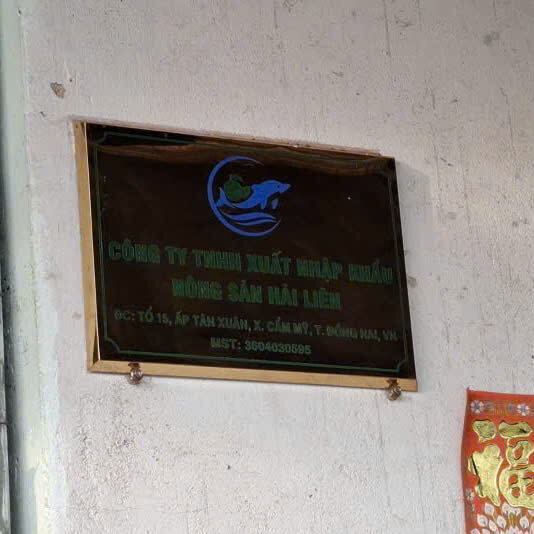 CÔNG TY TNHH XUẤT NHẬP KHẨU
NÔNG SẢN HẢI LIÊN
ĐC: TỔ 15, ẤP TÂN XUÂN, X. CẨM MỸ, T. ĐỒNG NAI, VN
MST: 3604030595